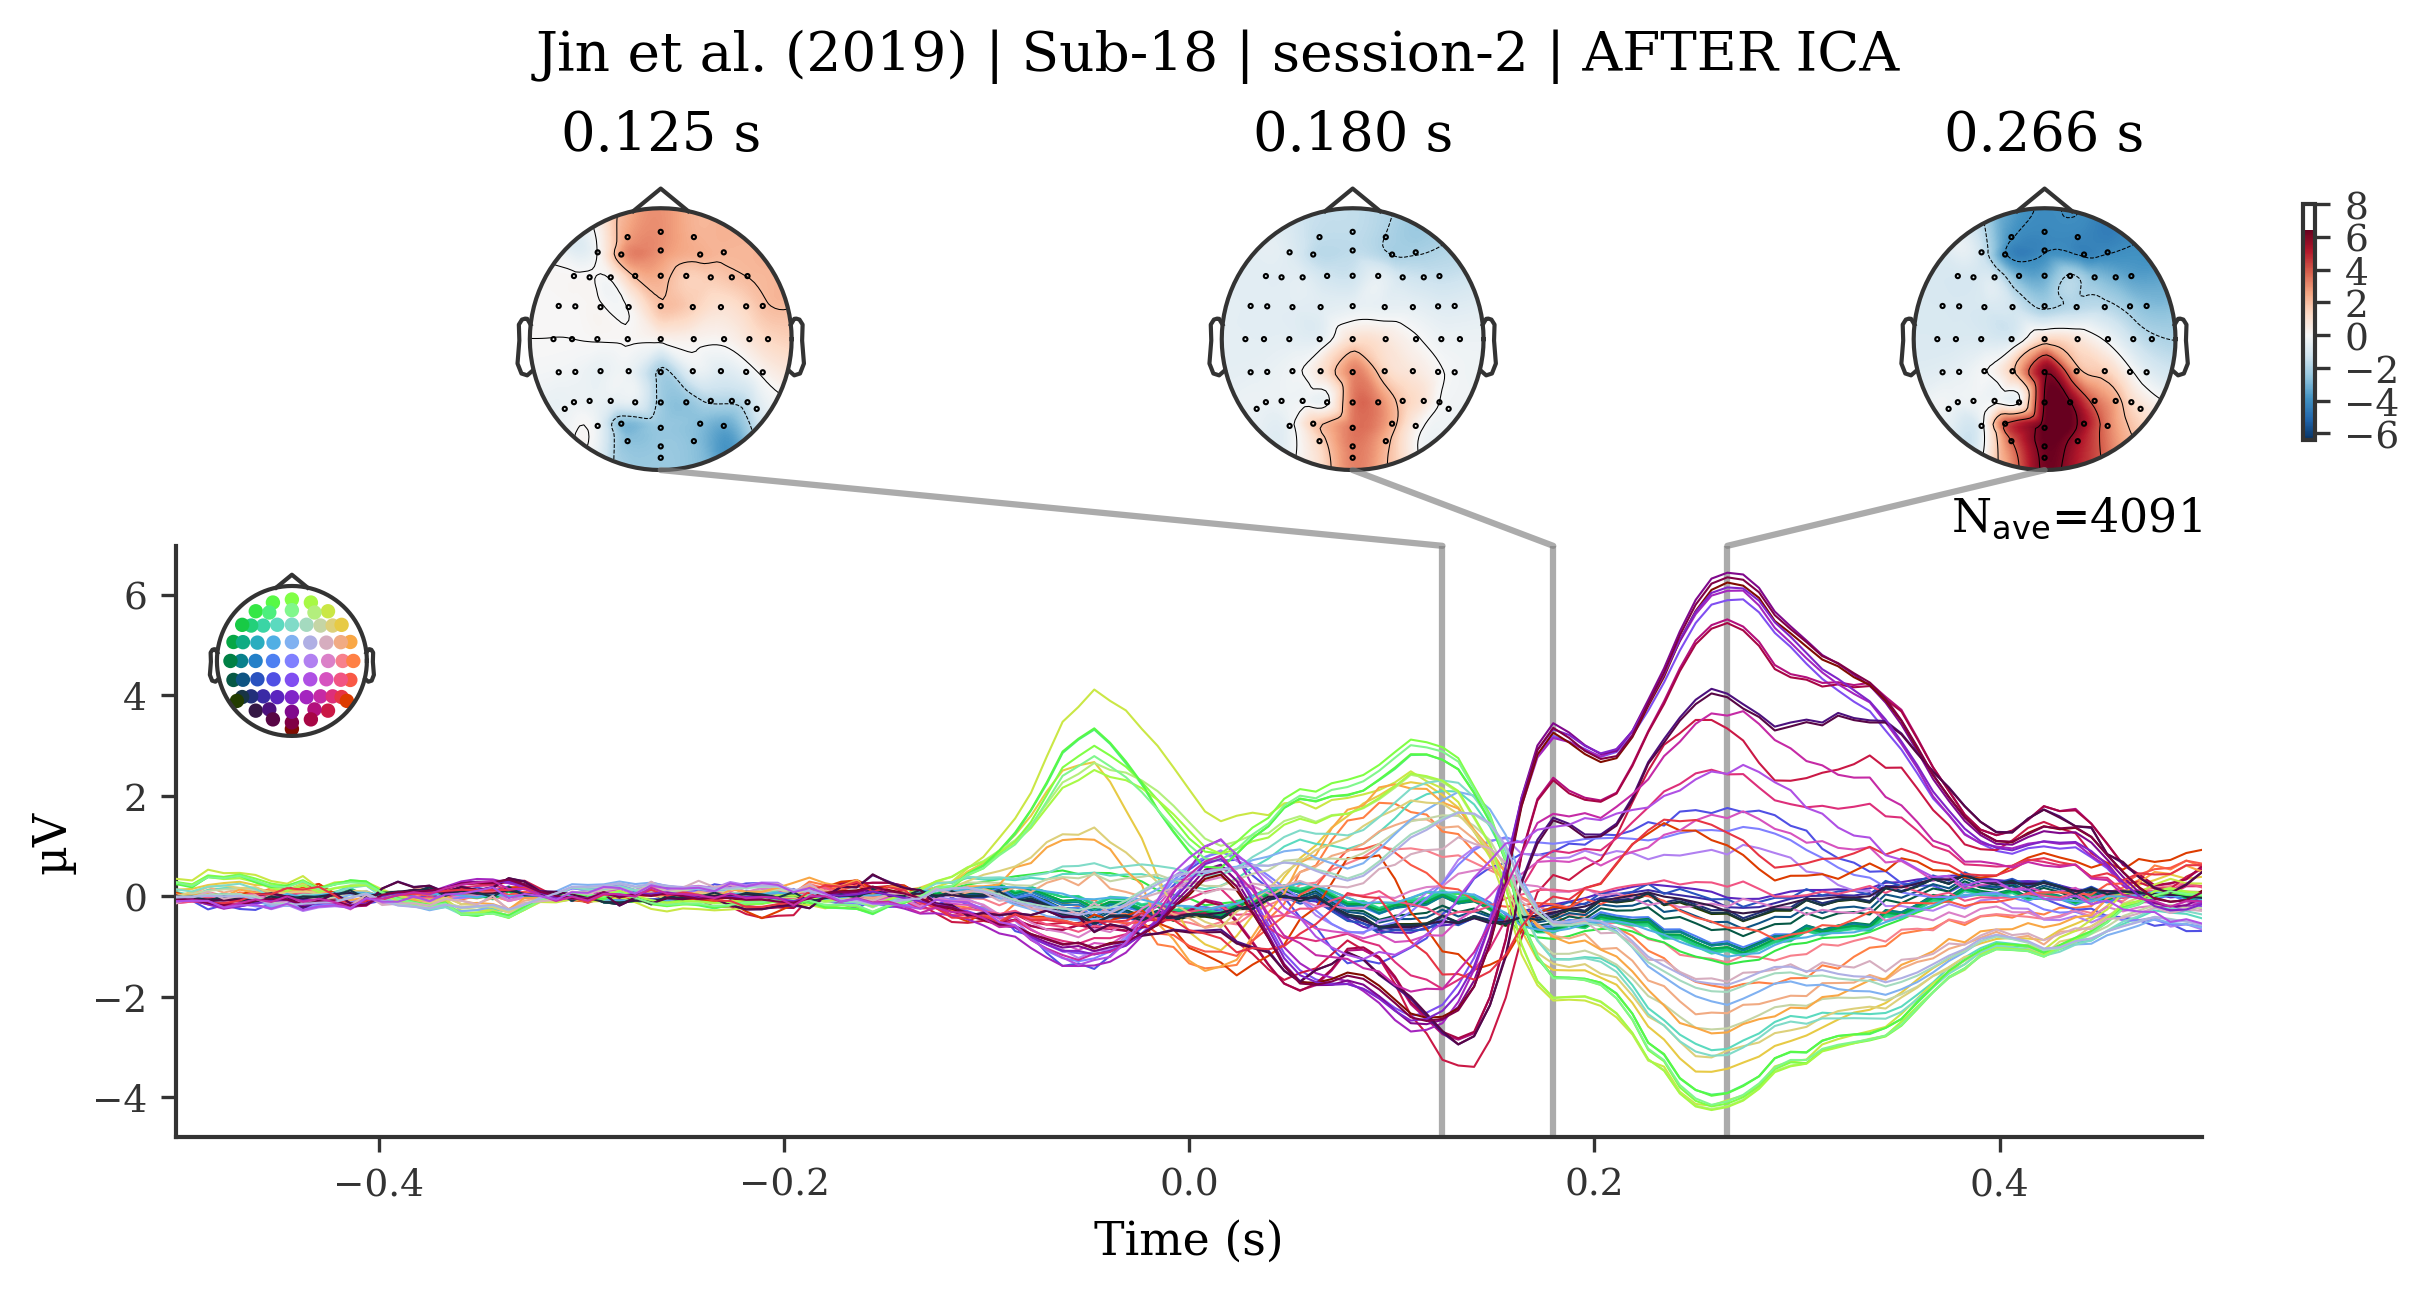 Jin et al. (2019) | Sub-18 | session-2 | AFTER ICA
0.125 s
0.180 s
0.266 s
8
6
4
2
0
−2
−4
−6
Nave=4091
6
4
2
0
−2
−4
µV
−0.4
−0.2
0.0
0.2
0.4
Time (s)